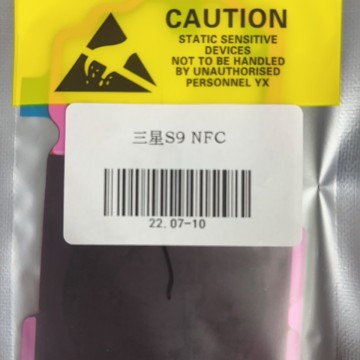 CAUTION
STATIC SENSITIVE
DEVICES
NOT TO BE HANDLED
BY UNAUTHORISED
PERSONNEL YX
三星S9 NFC
22.07-10